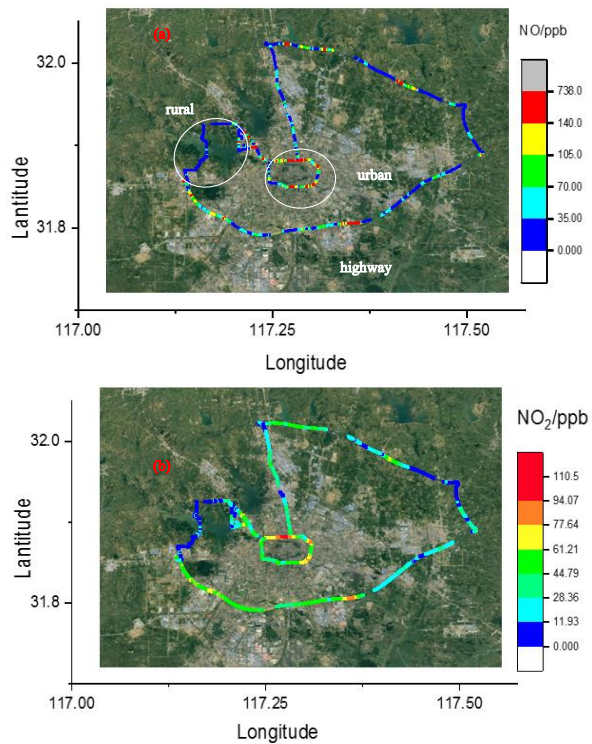 (a)
NO/ppb
32.0
31.8
Lantitude
rural
urban
highway
738.0
140.0
105.0
70.00
35.00
0.000
117.00
117.25
117.50
Longitude
(b)
NO₂/ppb
32.0
31.8
Lantitude
110.5
94.07
77.64
61.21
44.79
28.36
11.93
0.000
117.00
117.25
117.50
Longitude